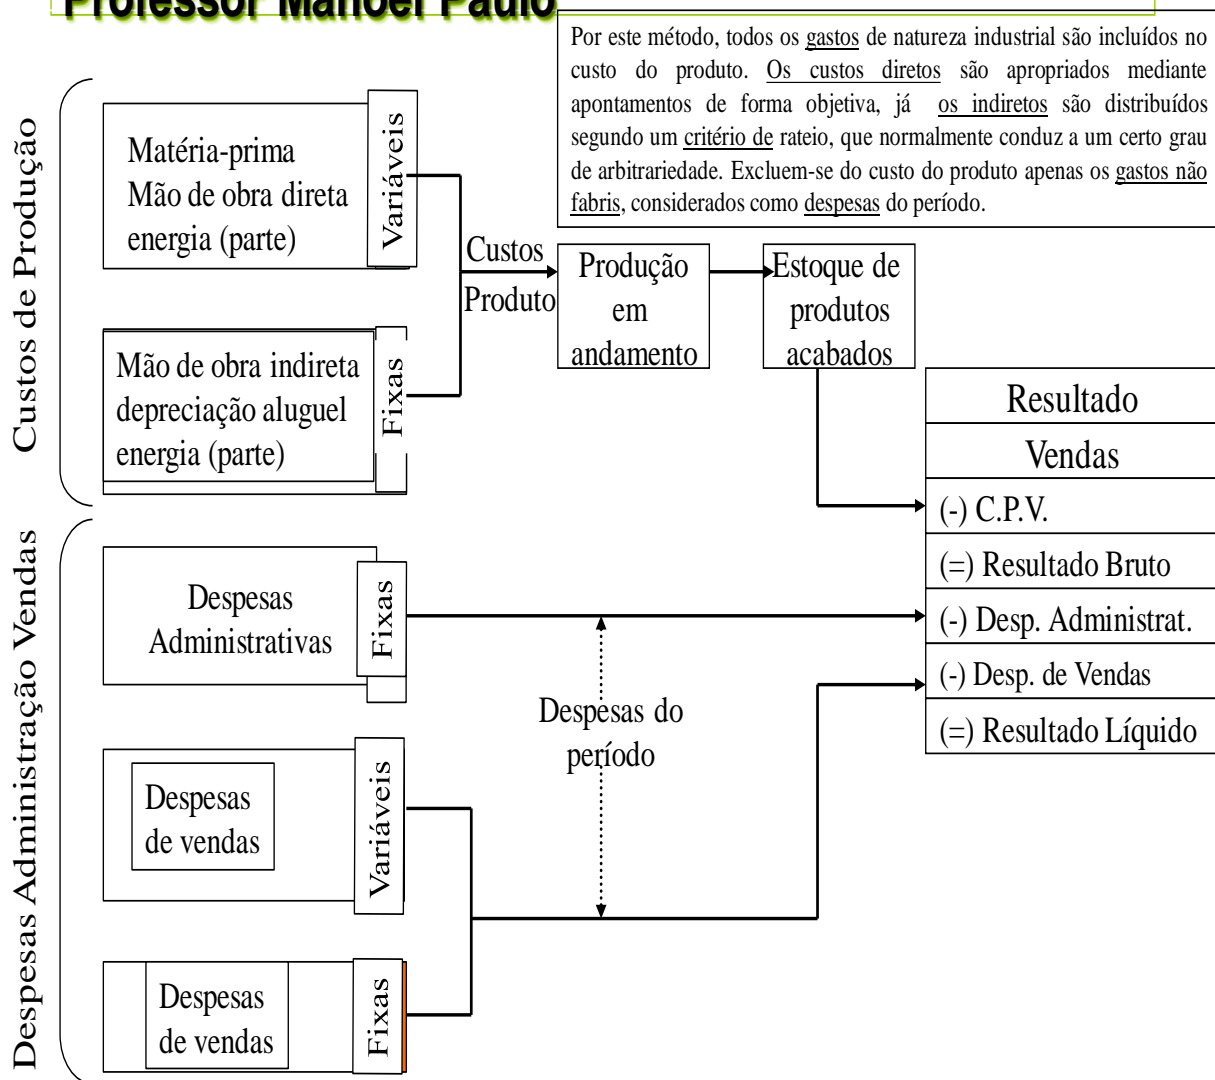 Professor Manoel Paulo
Por este método, todos os gastos de natureza industrial são incluídos no
custo do produto. Os custos diretos são apropriados mediante
apontamentos de forma objetiva, já os indiretos são distribuídos
segundo um critério de rateio, que normalmente conduz a um certo grau
de arbitrariedade. Excluem-se do custo do produto apenas os gastos não
fabris, considerados como despesas do período.
Custos de Produção
Matéria-prima
Mão de obra direta
energia (parte)
Variáveis
Mão de obra indireta
depreciação aluguel
energia (parte)
Fixas
Custos
Produto
Produção
em
andamento
Estoque de
produtos
acabados
Resultado
Vendas
(-) C.P.V.
(=) Resultado Bruto
(-) Desp. Administrat.
(-) Desp. de Vendas
(=) Resultado Líquido
Despesas Administração Vendas
Despesas
Administrativas
Fixas
Despesas do
período
Despesas
de vendas
Variáveis
Despesas
de vendas
Fixas